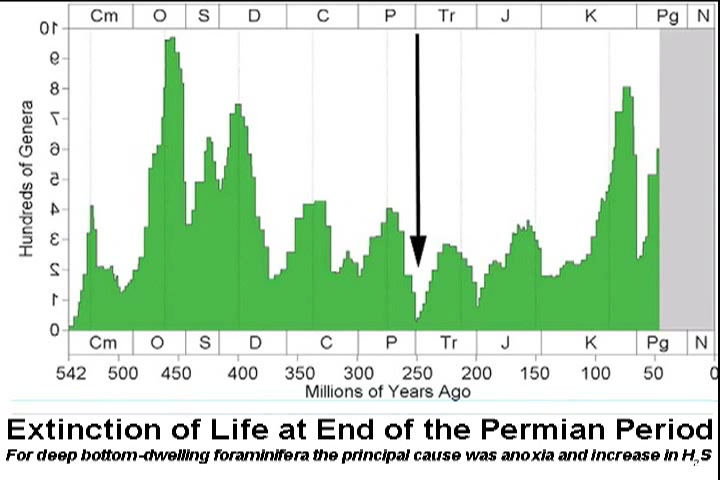 Cm O S D C P Tr J K Pg N
10
9
8
7
6
5
4
3
2
1
0
Hundreds of Genera
Cm O S D C P Tr J K Pg N
542 500 450 400 350 300 250 200 150 100 50 0
Millions of Years Ago
Extinction of Life at End of the Permian Period
For deep bottom-dwelling foraminifera the principal cause was anoxia and increase in H₂S